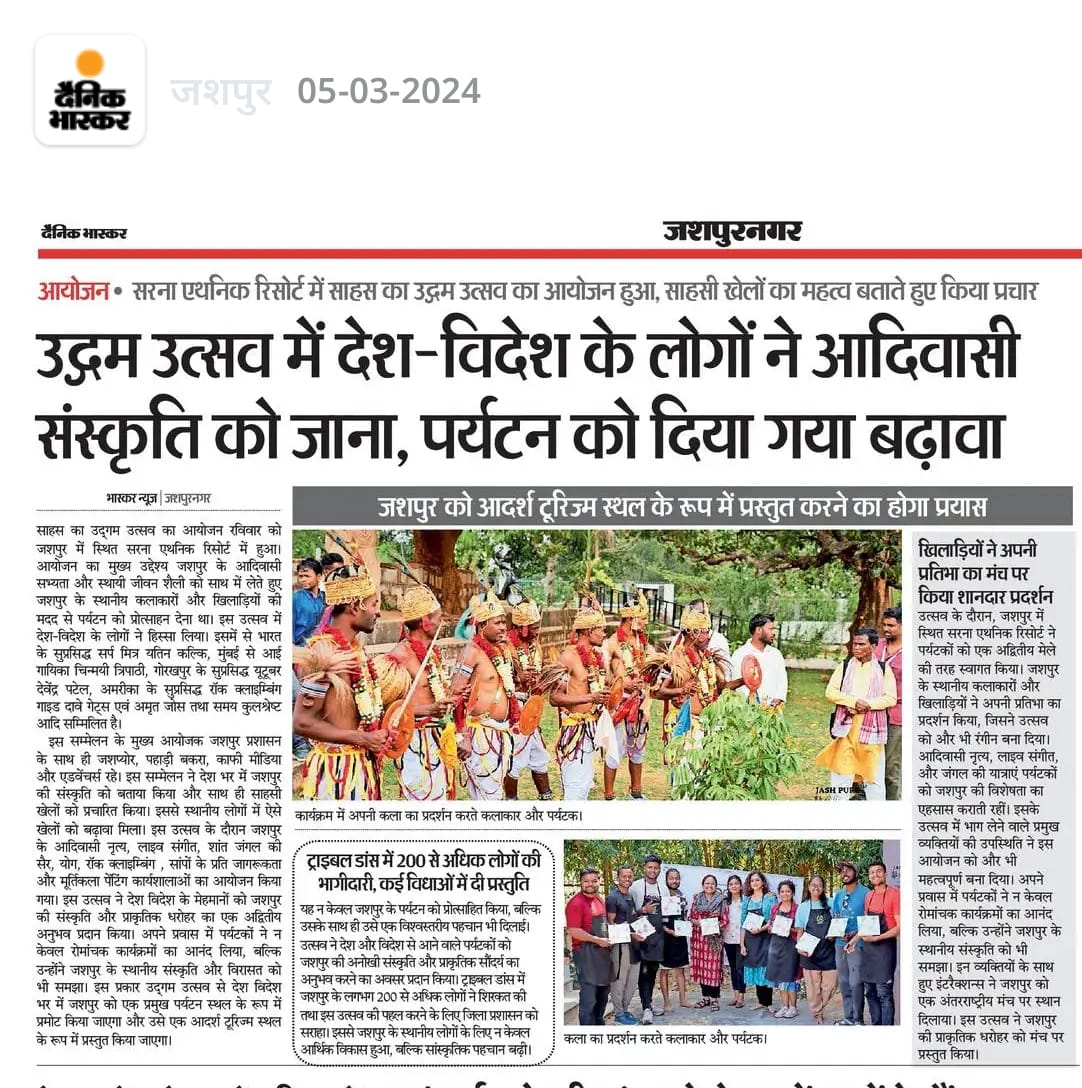 दैनिक
भास्कर
जशपुर 05-03-2024
दैनिक भास्कर
जशपुरनगर
आयोजन • सरना एथनिक रिसोर्ट में साहस का उद्गम उत्सव का आयोजन हुआ, साहसी खेलों का महत्व बताते हुए किया प्रचार
उद्गम उत्सव में देश-विदेश के लोगों ने आदिवासी
संस्कृति को जाना, पर्यटन को दिया गया बढ़ावा
भास्कर न्यूज | जशपुरनगर
साहस का उद्गम उत्सव का आयोजन रविवार को
जशपुर में स्थित सरना एथनिक रिसोर्ट में हुआ।
आयोजन का मुख्य उद्देश्य जशपुर के आदिवासी
सभ्यता और स्थायी जीवन शैली को साथ में लेते हुए
जशपुर के स्थानीय कलाकारों और खिलाड़ियों की
मदद से पर्यटन को प्रोत्साहन देना था। इस उत्सव में
देश-विदेश के लोगों ने हिस्सा लिया। इसमें से भारत
के सुप्रसिद्ध सर्प मित्र यतिन कल्कि, मुंबई से आई
गायिका चिन्मयी त्रिपाठी, गोरखपुर के सुप्रसिद्ध यूटूबर
देवेंद्र पटेल, अमरीका के सुप्रसिद्ध रॉक क्लाइम्बिंग
गाइड दावे गेट्स एवं अमृत जोस तथा समय कुलश्रेष्ट
आदि सम्मिलित है।
इस सम्मेलन के मुख्य आयोजक जशपुर प्रशासन
के साथ ही जशप्योर, पहाड़ी बकरा, काफी मीडिया
और एडवेंचर्स रहे। इस सम्मेलन ने देश भर में जशपुर
की संस्कृति को बताया किया और साथ ही साहसी
खेलों को प्रचारित किया। इससे स्थानीय लोगों में ऐसे
खेलों को बढ़ावा मिला। इस उत्सव के दौरान जशपुर
के आदिवासी नृत्य, लाइव संगीत, शांत जंगल की
सैर, योग, रॉक क्लाइम्बिंग , सांपों के प्रति जागरूकता
और मूर्तिकला पेंटिंग कार्यशालाओं का आयोजन किया
गया। इस उत्सव ने देश विदेश के मेहमानों को जशपुर
की संस्कृति और प्राकृतिक धरोहर का एक अद्वितीय
अनुभव प्रदान किया। अपने प्रवास में पर्यटकों ने न
केवल रोमांचक कार्यक्रमों का आनंद लिया, बल्कि
उन्होंने जशपुर के स्थानीय संस्कृति और विरासत को
भी समझा। इस प्रकार उद्गम उत्सव से देश विदेश
भर में जशपुर को एक प्रमुख पर्यटन स्थल के रूप में
प्रमोट किया जाएगा और उसे एक आदर्श टूरिज्म स्थल
के रूप में प्रस्तुत किया जाएगा।
जशपुर को आदर्श टूरिज्म स्थल के रूप में प्रस्तुत करने का होगा प्रयास
JASH PURE
कार्यक्रम में अपनी कला का प्रदर्शन करते कलाकार और पर्यटक।
ट्राइबल डांस में 200 से अधिक लोगों की
भागीदारी, कई विधाओं में दी प्रस्तुति
यह न केवल जशपुर के पर्यटन को प्रोत्साहित किया, बल्कि
उसके साथ ही उसे एक विश्वस्तरीय पहचान भी दिलाई।
उत्सव ने देश और विदेश से आने वाले पर्यटकों को
जशपुर की अनोखी संस्कृति और प्राकृतिक सौंदर्य का
अनुभव करने का अवसर प्रदान किया। ट्राइबल डांस में
जशपुर के लगभग 200 से अधिक लोगों ने शिरकत की
तथा इस उत्सव की पहल करने के लिए जिला प्रशासन को
सराहा। इससे जशपुर के स्थानीय लोगों के लिए न केवल
आर्थिक विकास हुआ, बल्कि सांस्कृतिक पहचान बढ़ी।
कला का प्रदर्शन करते कलाकार और पर्यटक।
खिलाड़ियों ने अपनी
प्रतिभा का मंच पर
किया शानदार प्रदर्शन
उत्सव के दौरान, जशपुर में
स्थित सरना एथनिक रिसोर्ट ने
पर्यटकों को एक अद्वितीय मेले
की तरह स्वागत किया। जशपुर
के स्थानीय कलाकारों और
खिलाड़ियों ने अपनी प्रतिभा का
प्रदर्शन किया, जिसने उत्सव
को और भी रंगीन बना दिया।
आदिवासी नृत्य, लाइव संगीत,
और जंगल की यात्राएं पर्यटकों
को जशपुर की विशेषता का
एहसास कराती रहीं। इसके
उत्सव में भाग लेने वाले प्रमुख
व्यक्तियों की उपस्थिति ने इस
आयोजन को और भी
महत्वपूर्ण बना दिया। अपने
प्रवास में पर्यटकों ने न केवल
रोमांचक कार्यक्रमों का आनंद
लिया, बल्कि उन्होंने जशपुर के
स्थानीय संस्कृति को भी
समझा। इन व्यक्तियों के साथ
हुए इंटरैक्शन्स ने जशपुर को
एक अंतरराष्ट्रीय मंच पर स्थान
दिलाया। इस उत्सव ने जशपुर
की प्राकृतिक धरोहर को मंच पर
प्रस्तुत किया।